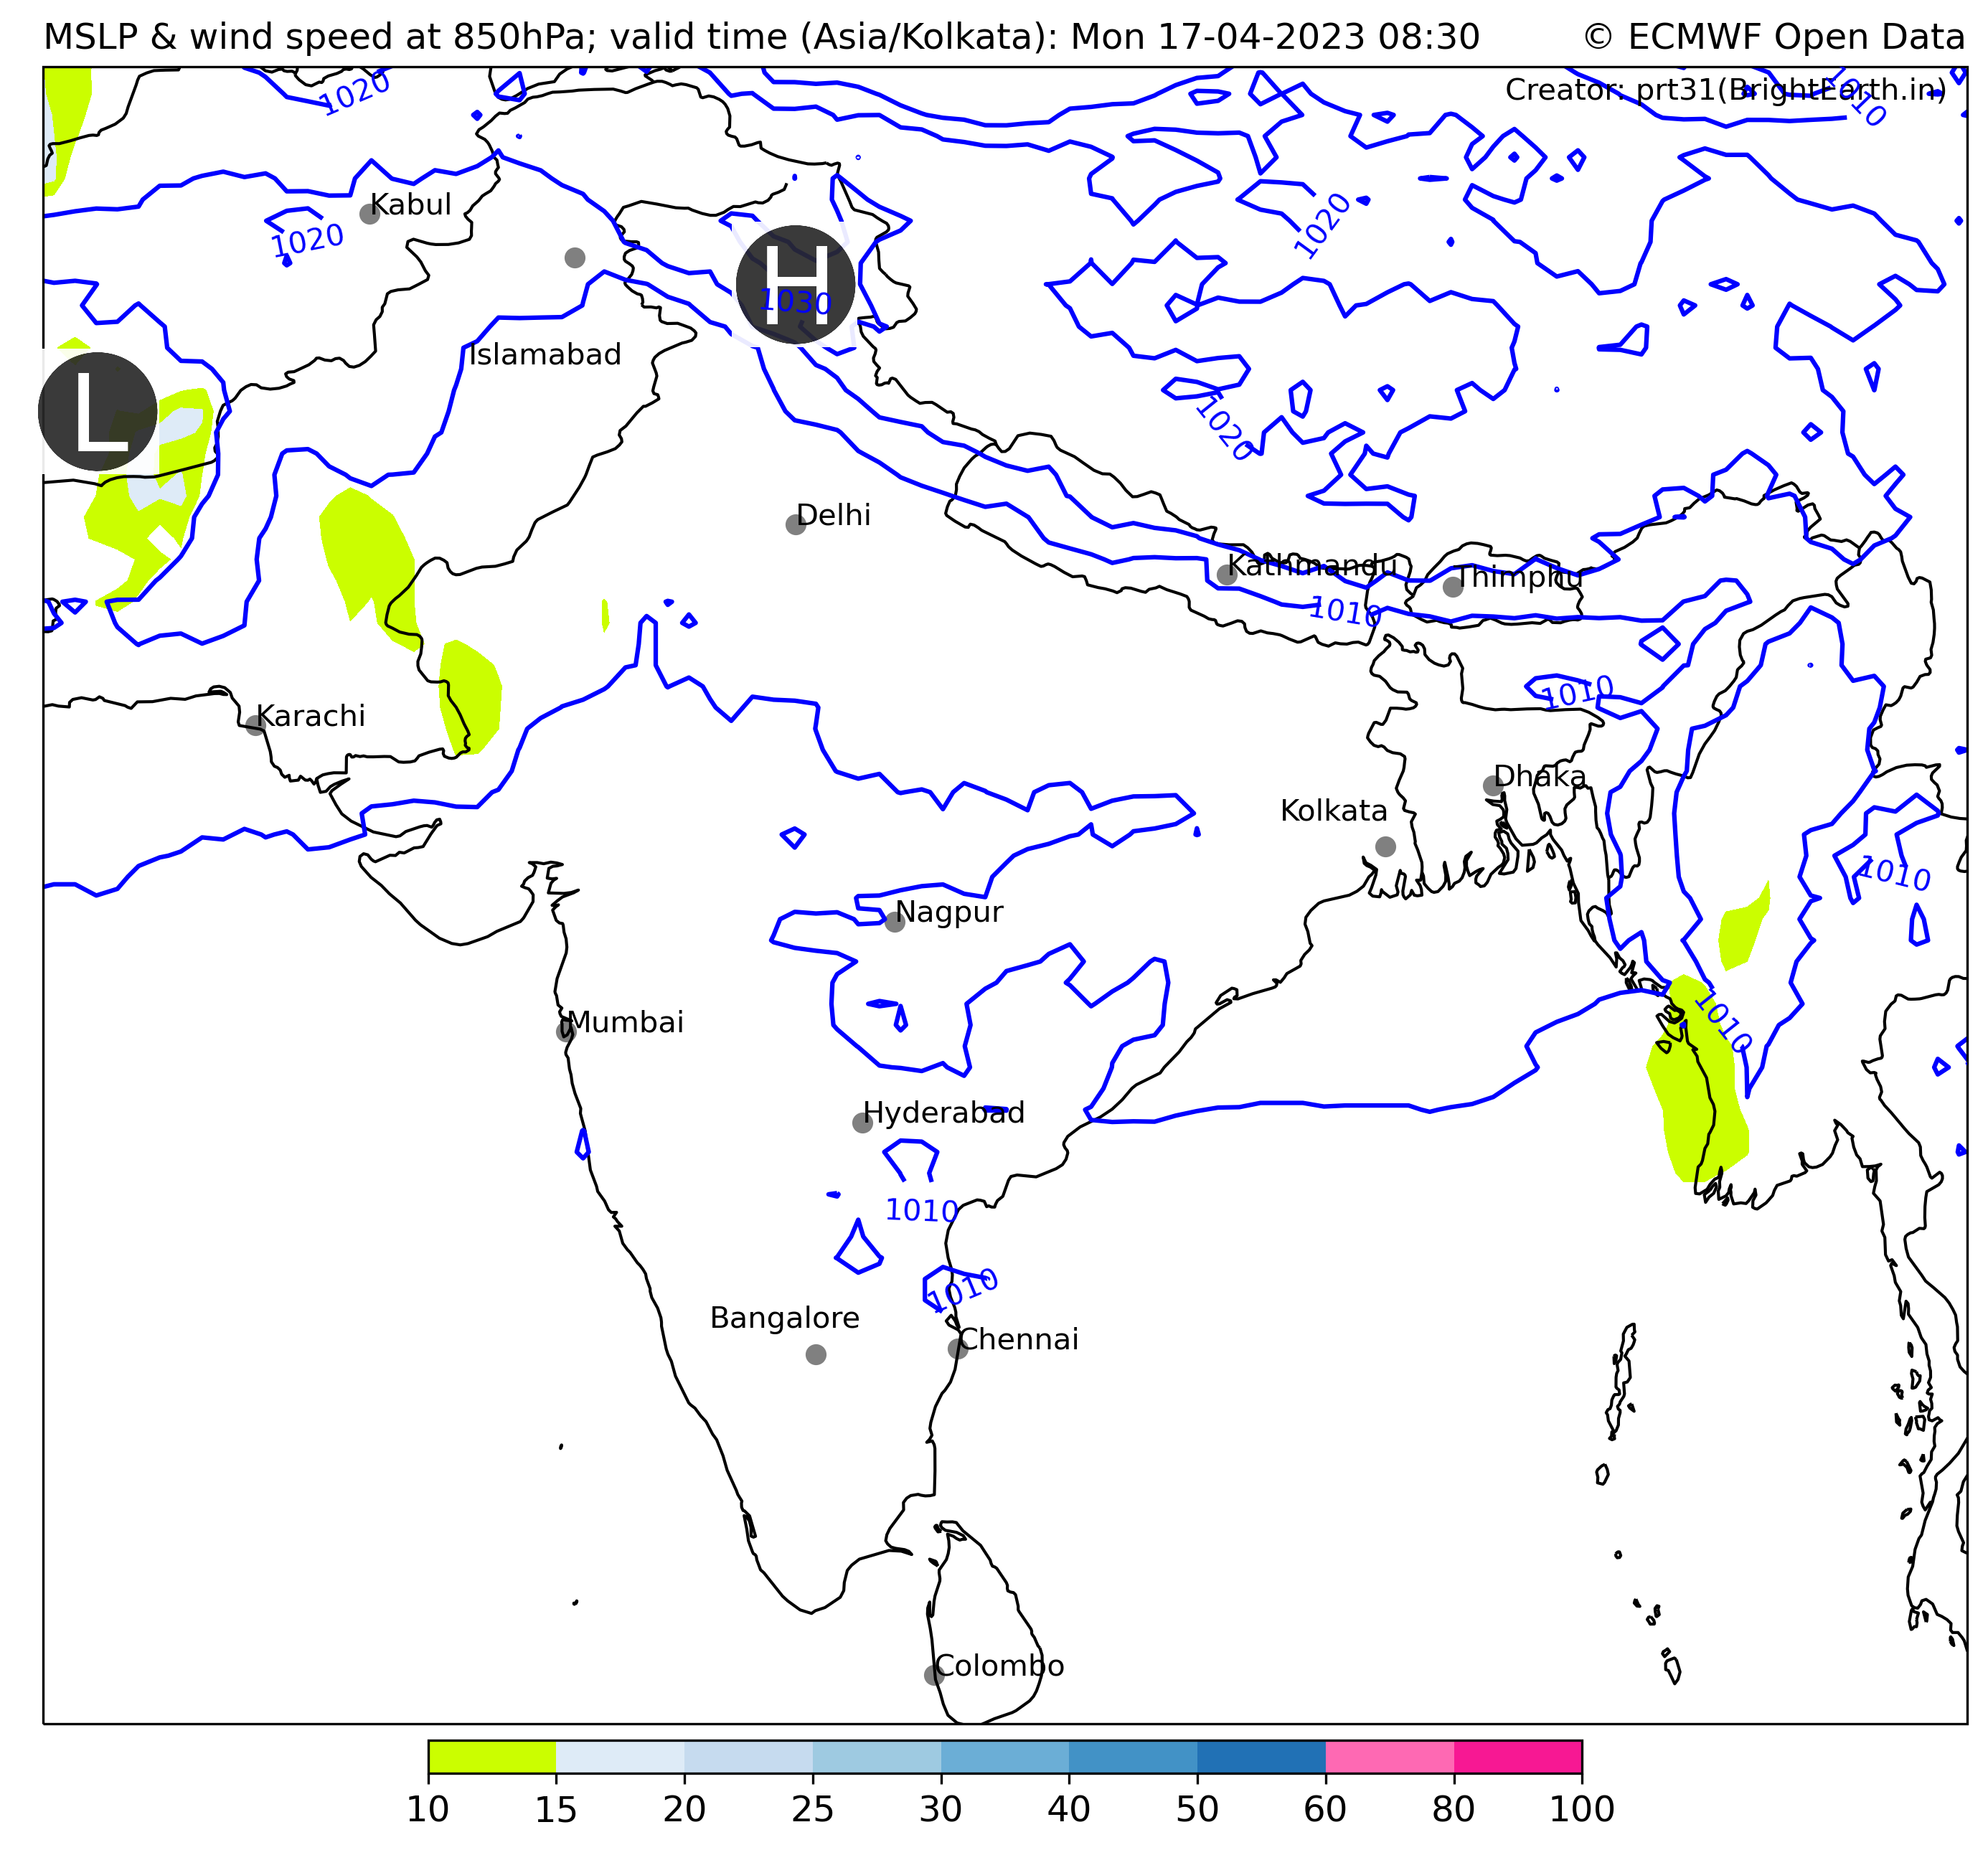 MSLP & wind speed at 850hPa; valid time (Asia/Kolkata): Mon 17-04-2023 08:30 © ECMWF Open Data
Creator: prt31(BrightEarth.in)
1020
1010
Kabul
1020
1020
H
1030
Islamabad
L
1020
Delhi
Kathmandu
Thimphu
1010
1010
Karachi
Dhaka
Kolkata
1010
Nagpur
Mumbai
1010
Hyderabad
1010
1010
Bangalore
Chennai
Colombo
10 15 20 25 30 40 50 60 80 100